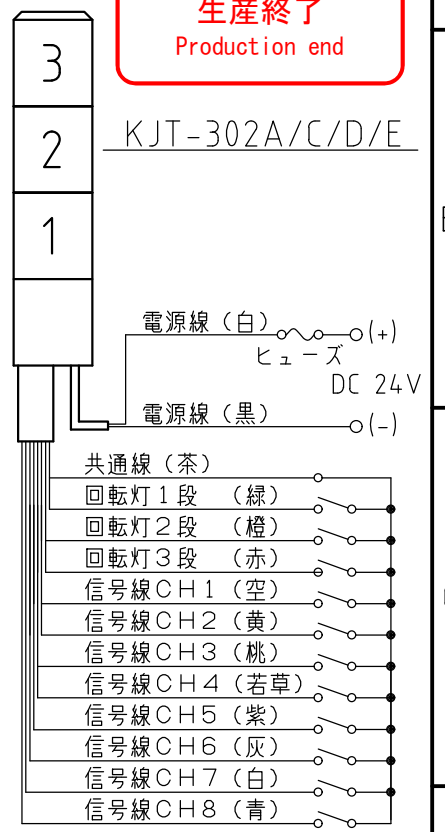 生産終了
Production end
3
2
1
KJT-302A/C/D/E
電源線（白）
(+)
ヒューズ
DC 24V
電源線（黒）
(-)
共通線（茶）
回転灯１段　（緑）
回転灯２段　（橙）
回転灯３段　（赤）
信号線ＣＨ１（空）
信号線ＣＨ２（黄）
信号線ＣＨ３（桃）
信号線ＣＨ４（若草）
信号線ＣＨ５（紫）
信号線ＣＨ６（灰）
信号線ＣＨ７（白）
信号線ＣＨ８（青）